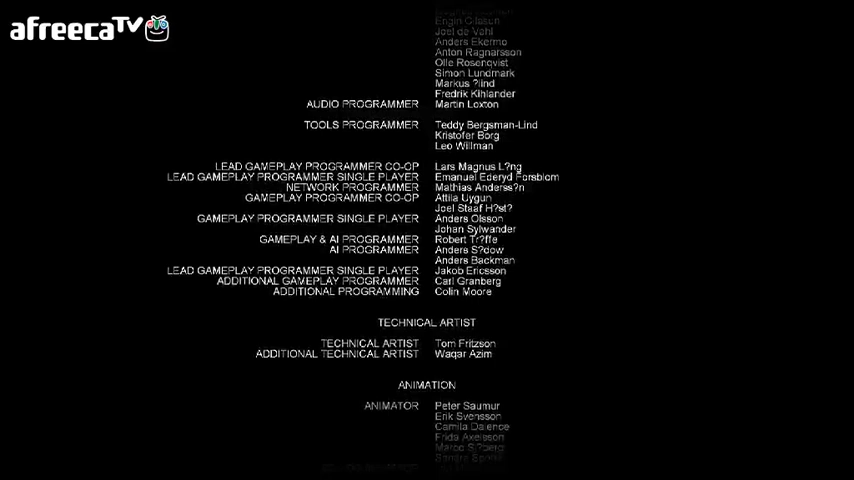 afreecaTV
Engin Cilasun
Joel de Vahl
Anders Ekermo
Anton Ragnarsson
Olle Rosenqvist
Simon Lundmark
Markus ?lind
Fredrik Kihlander
AUDIO PROGRAMMER Martin Loxton
TOOLS PROGRAMMER Teddy Bergsman-Lind
Kristofer Borg
Leo Willman
LEAD GAMEPLAY PROGRAMMER CO-OP Lars Magnus L?ng
LEAD GAMEPLAY PROGRAMMER SINGLE PLAYER Emanuel Ederyd Forsblom
NETWORK PROGRAMMER Mathias Anderss?n
GAMEPLAY PROGRAMMER CO-OP Attila Uygun
Joel Staaf H?st?
GAMEPLAY PROGRAMMER SINGLE PLAYER Anders Olsson
Johan Sylwander
GAMEPLAY & AI PROGRAMMER Robert Tr?ffe
AI PROGRAMMER Anders S?dow
Anders Backman
LEAD GAMEPLAY PROGRAMMER SINGLE PLAYER Jakob Ericsson
ADDITIONAL GAMEPLAY PROGRAMMER Carl Granberg
ADDITIONAL PROGRAMMING Colin Moore
TECHNICAL ARTIST
TECHNICAL ARTIST Tom Fritzson
ADDITIONAL TECHNICAL ARTIST Waqar Azim
ANIMATION
ANIMATOR Peter Saumur
Erik Svensson
Camila Dalence
Frida Axelsson
Marco